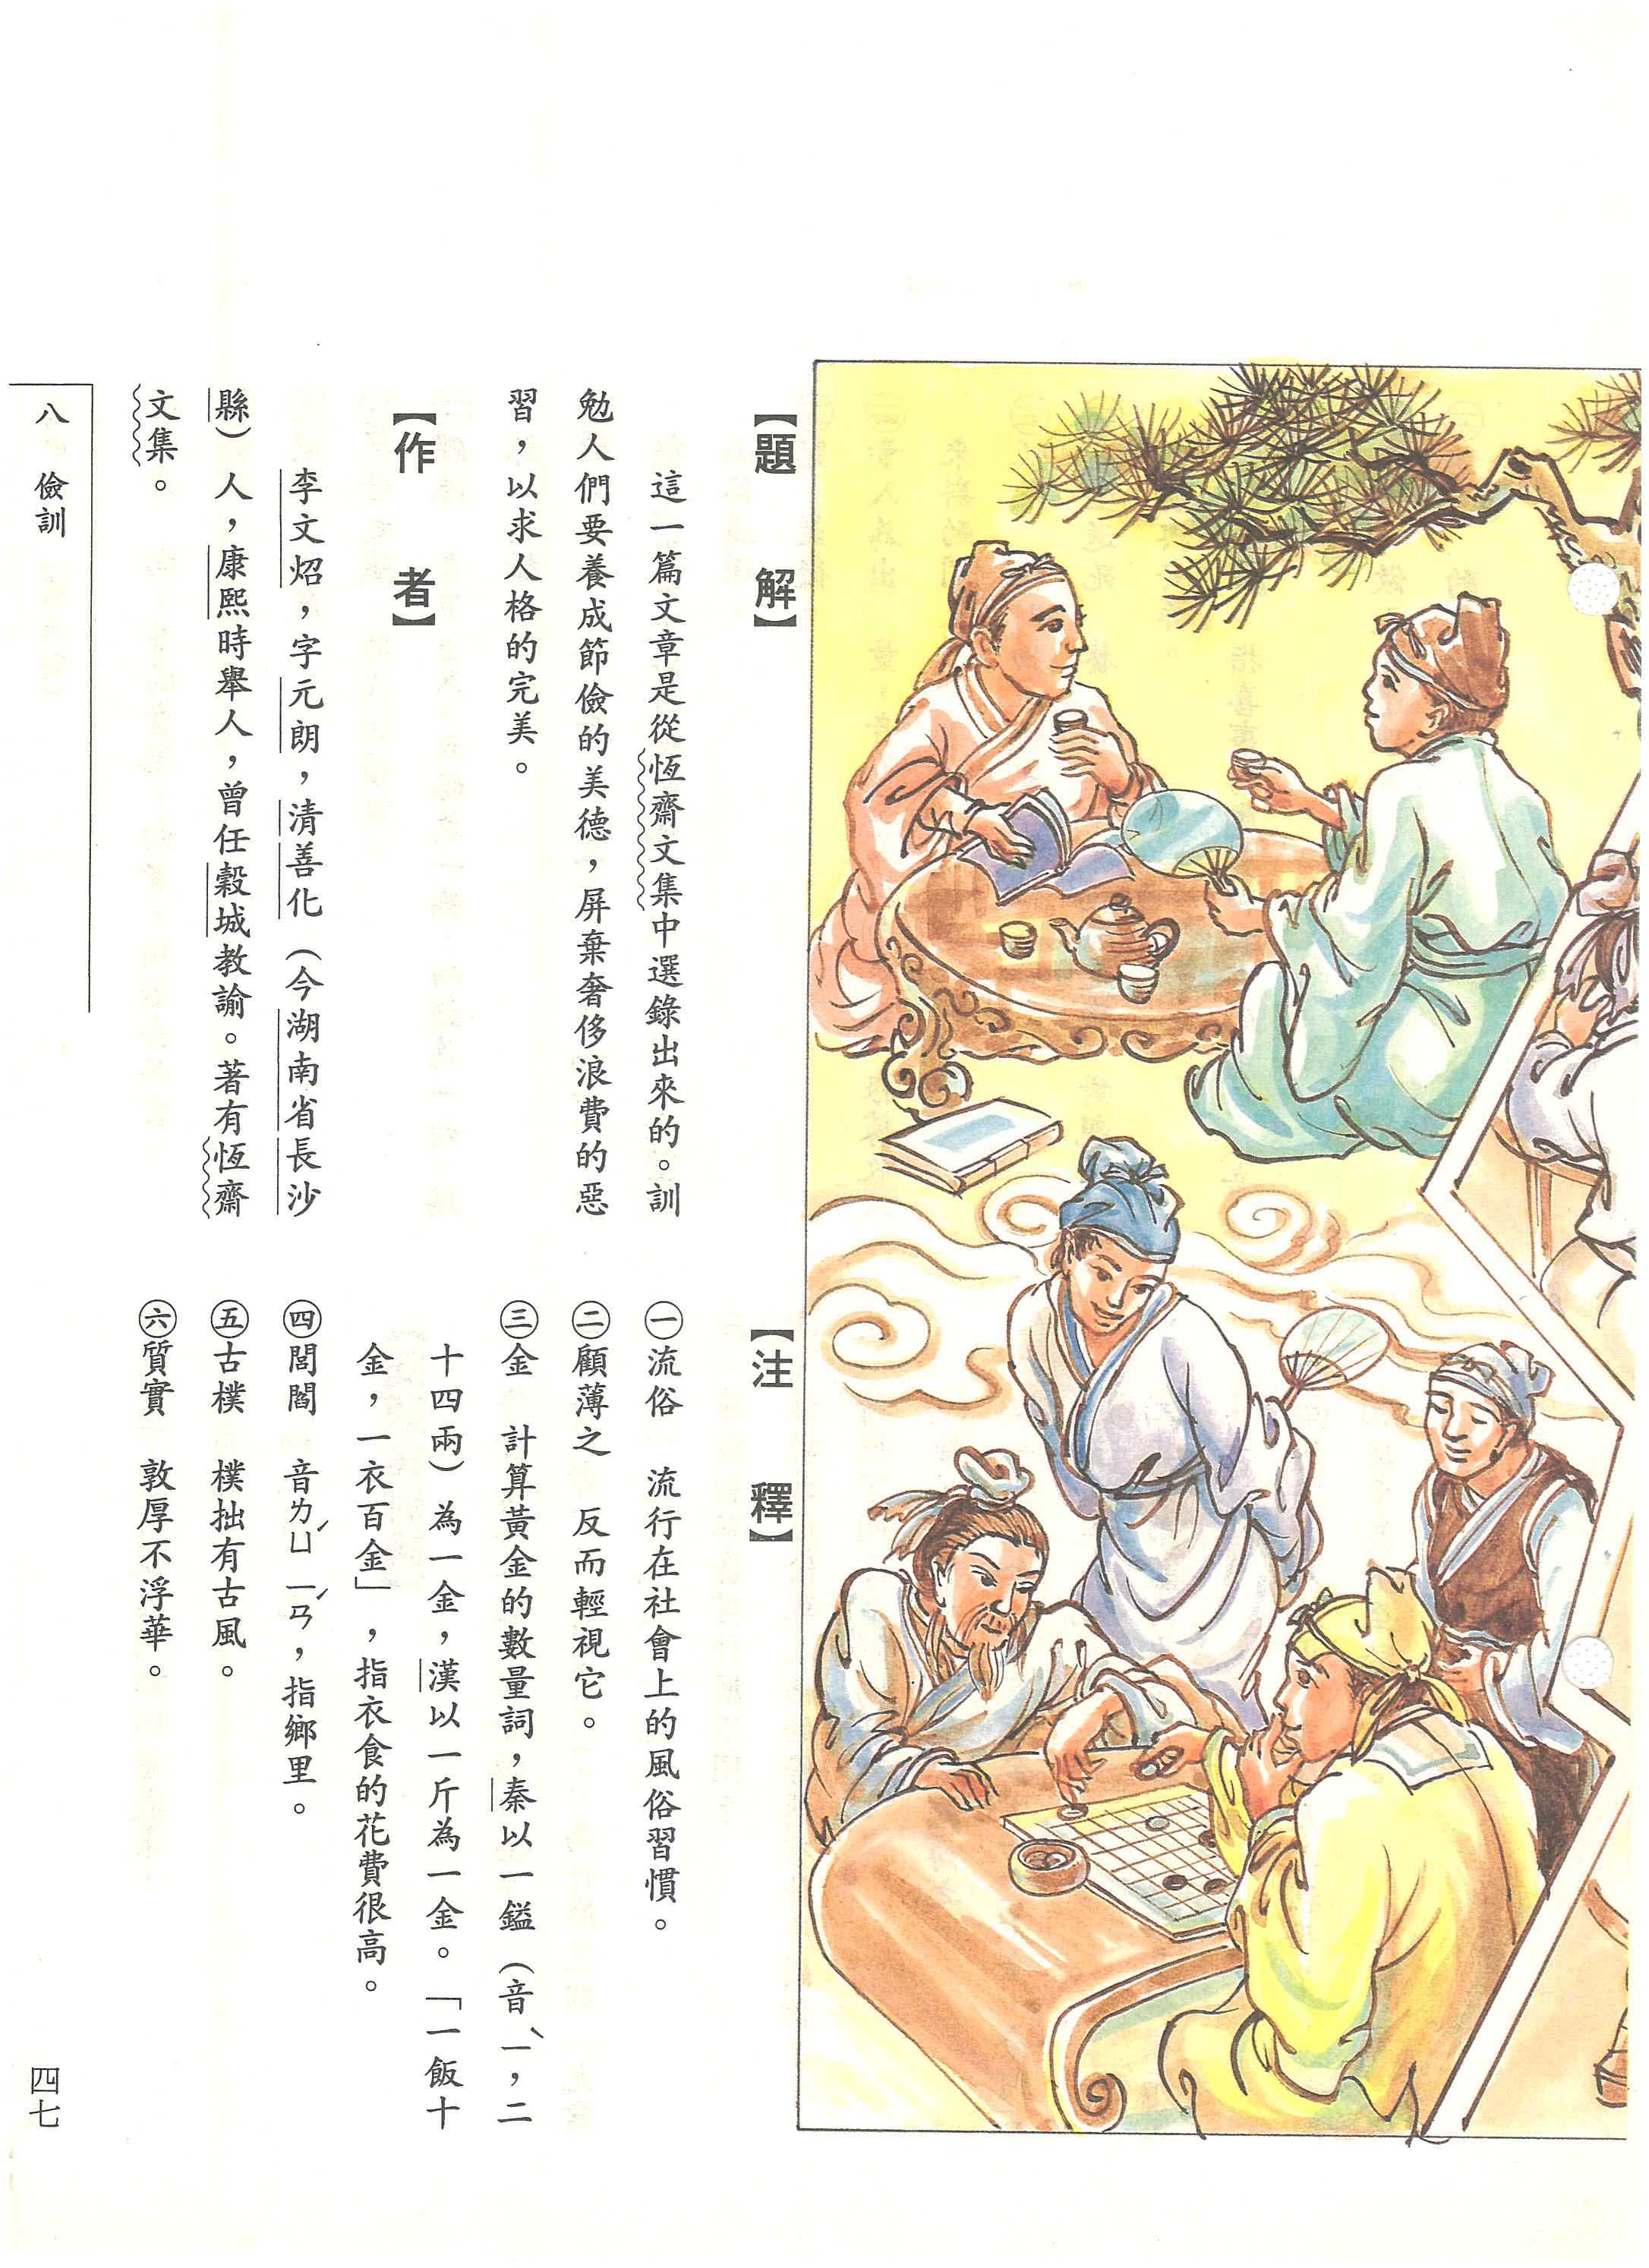 【題解】
這一篇文章是從恆齋文集中選錄出來的。訓
勉人們要養成節儉的美德，屏棄奢侈浪費的惡
習，以求人格的完美。
【作者】
李文炤，字元朗，清善化（今湖南省長沙
縣）人，康熙時舉人，曾任穀城教諭。著有恆齋
文集。
【注釋】
㊀流俗　流行在社會上的風俗習慣。
㊁顧薄之　反而輕視它。
㊂金　計算黃金的數量詞，秦以一鎰（音ㄧˋ，二
十四兩）為一金，漢以一斤為一金。「一飯十
金，一衣百金」，指衣食的花費很高。
㊃閭閻　音ㄌㄩˊ ㄧㄢˊ，指鄉里。
㊄古樸　樸拙有古風。
㊅質實　敦厚不浮華。
八　儉訓
四七